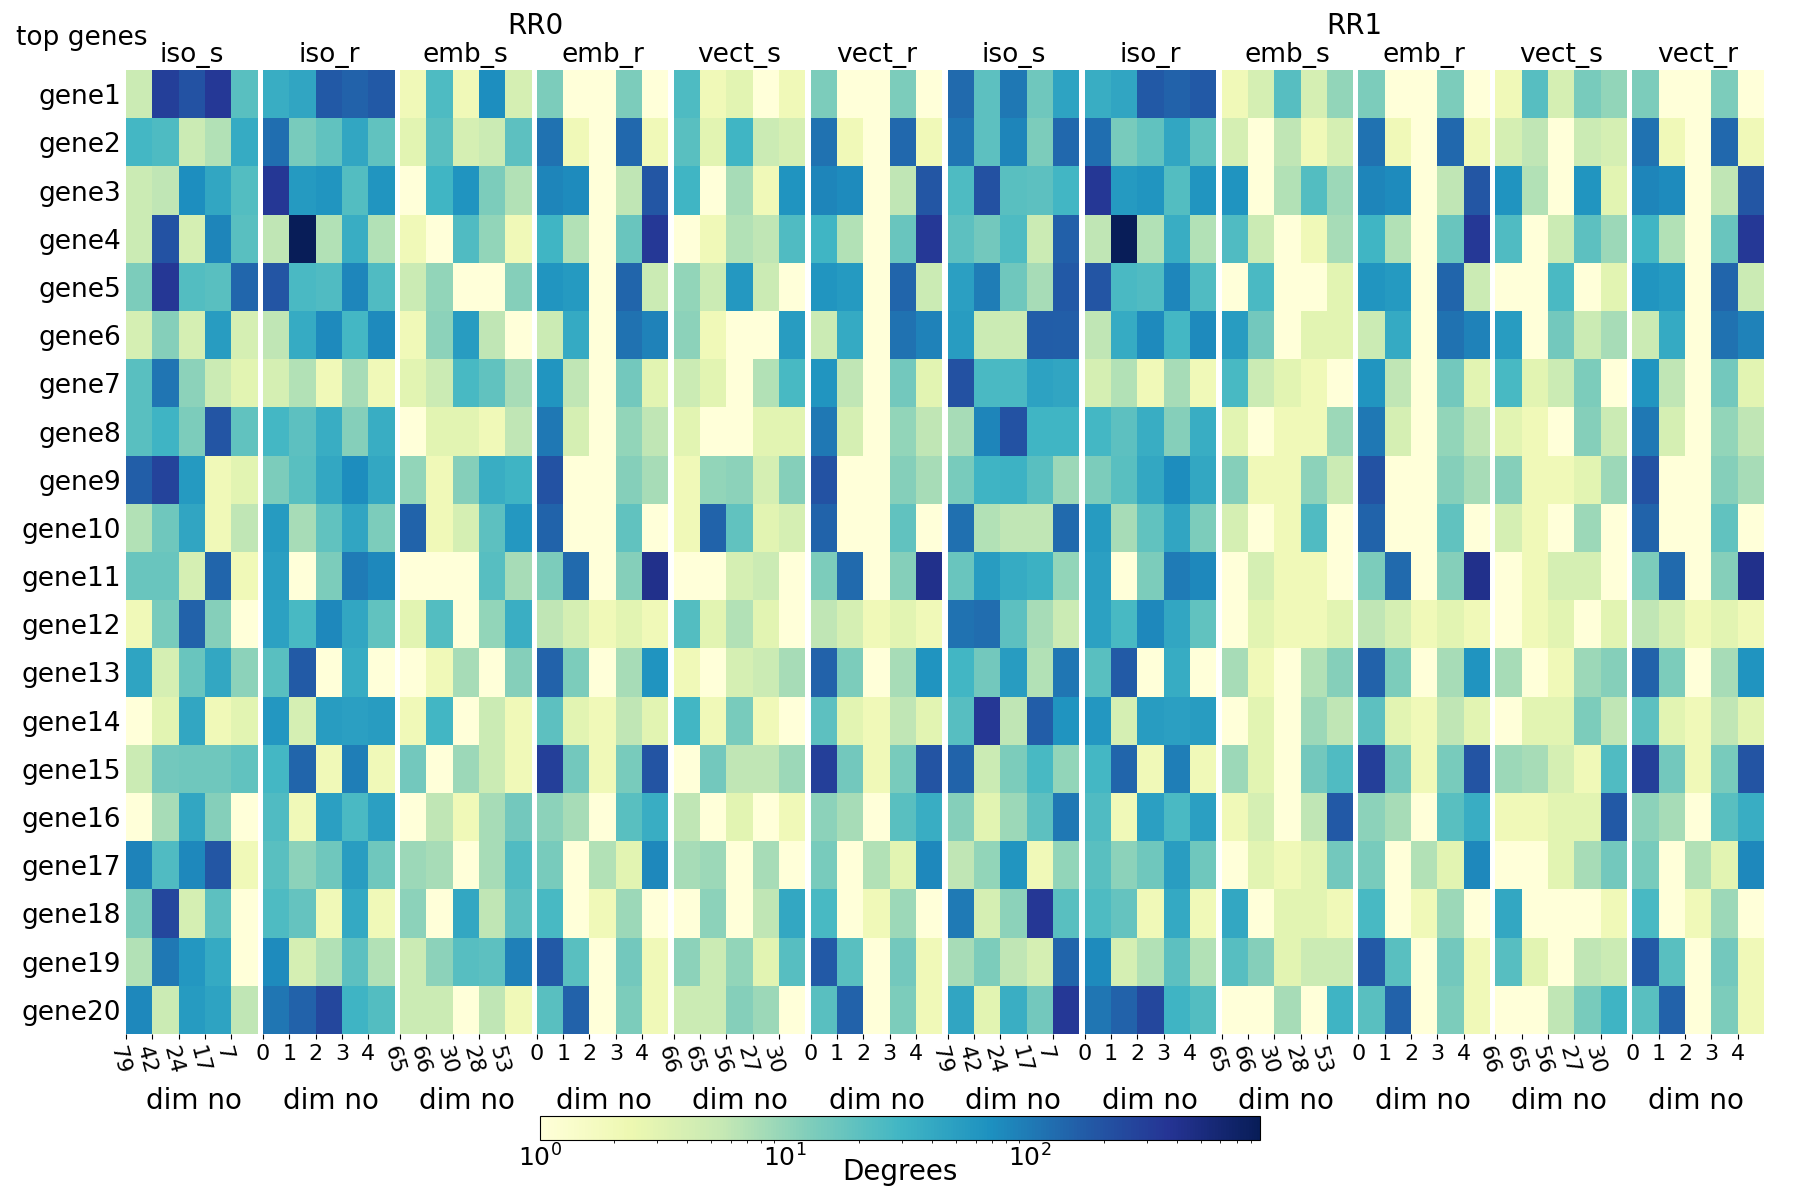 RR0 RR1
top genes iso_s iso_r emb_s emb_r vect_s vect_r iso_s iso_r emb_s emb_r vect_s vect_r
gene1
gene2
gene3
gene4
gene5
gene6
gene7
gene8
gene9
gene10
gene11
gene12
gene13
gene14
gene15
gene16
gene17
gene18
gene19
gene20
79 42 24 17 7 0 1 2 3 4 65 66 30 28 53 0 1 2 3 4 66 65 56 27 30 0 1 2 3 4 79 42 24 17 7 0 1 2 3 4 65 66 30 28 53 0 1 2 3 4 66 65 56 27 30 0 1 2 3 4
dim no dim no dim no dim no dim no dim no dim no dim no dim no dim no dim no dim no
10⁰ 10¹ 10²
Degrees